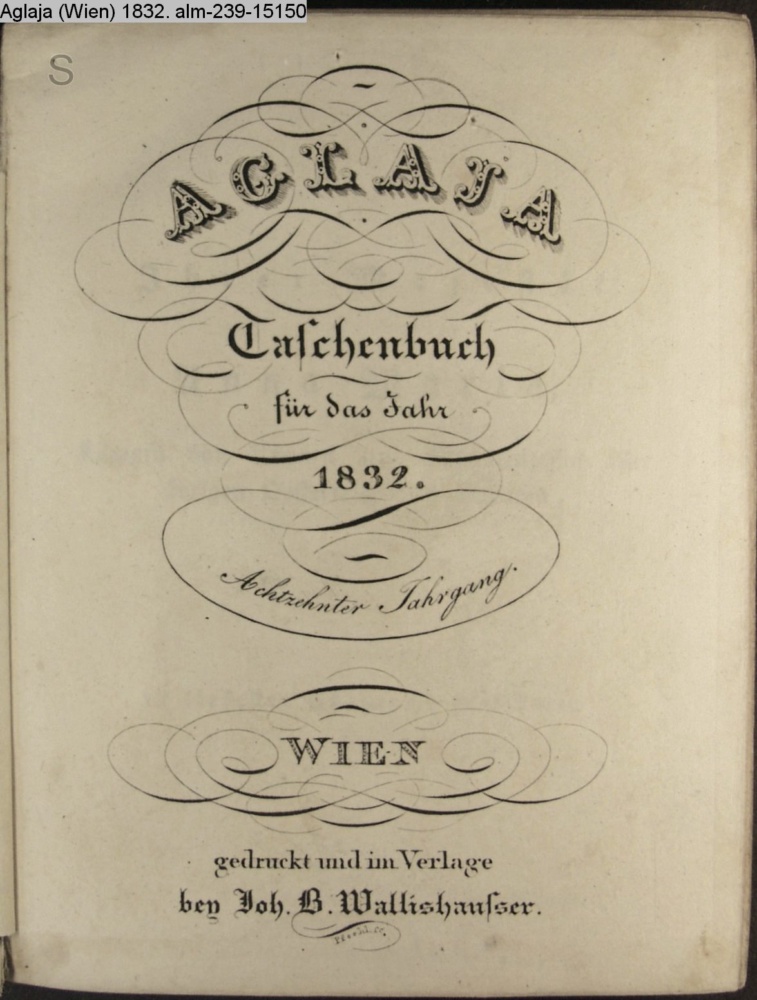 Aglaja (Wien) 1832. alm-239-15150
S
AGLAJA
Taschenbuch
für das Jahr
1832.
Achtzehnter Jahrgang.
WIEN
gedruckt und im Verlage
bey Joh. B. Wallishausser.